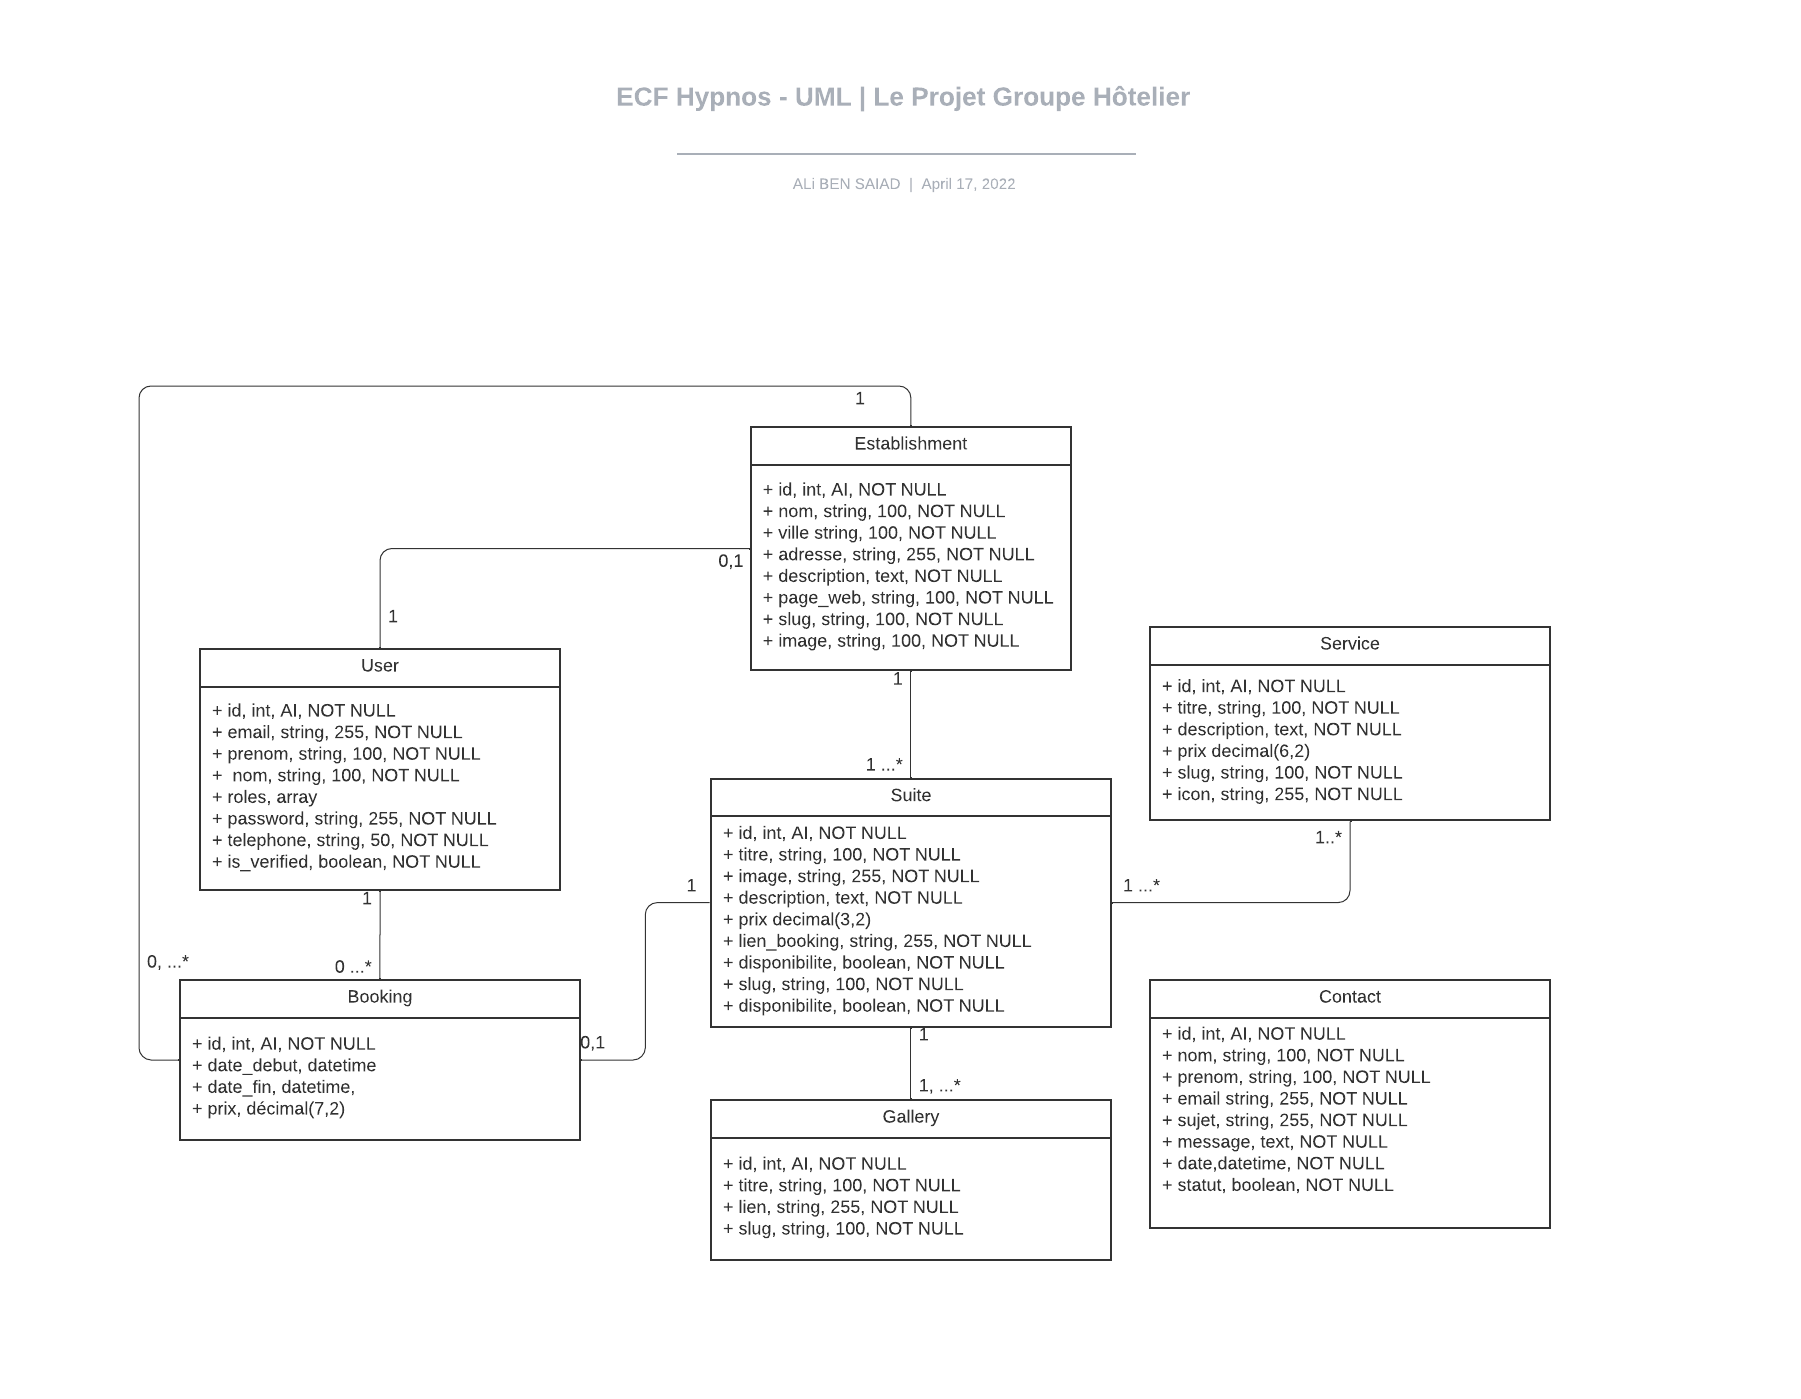 ECF Hypnos - UML | Le Projet Groupe Hôtelier
ALi BEN SAIAD | April 17, 2022
1
Establishment
+ id, int, AI, NOT NULL
+ nom, string, 100, NOT NULL
+ ville string, 100, NOT NULL
+ adresse, string, 255, NOT NULL
+ description, text, NOT NULL
+ page_web, string, 100, NOT NULL
+ slug, string, 100, NOT NULL
+ image, string, 100, NOT NULL
0,1
1
User
+ id, int, AI, NOT NULL
+ email, string, 255, NOT NULL
+ prenom, string, 100, NOT NULL
+  nom, string, 100, NOT NULL
+ roles, array
+ password, string, 255, NOT NULL
+ telephone, string, 50, NOT NULL
+ is_verified, boolean, NOT NULL
1
1 ...*
Service
+ id, int, AI, NOT NULL
+ titre, string, 100, NOT NULL
+ description, text, NOT NULL
+ prix decimal(6,2)
+ slug, string, 100, NOT NULL
+ icon, string, 255, NOT NULL
1..*
1 ...*
Suite
+ id, int, AI, NOT NULL
+ titre, string, 100, NOT NULL
+ image, string, 255, NOT NULL
+ description, text, NOT NULL
+ prix decimal(3,2)
+ lien_booking, string, 255, NOT NULL
+ disponibilite, boolean, NOT NULL
+ slug, string, 100, NOT NULL
+ disponibilite, boolean, NOT NULL
1
1
0, ...*
0 ...*
Booking
+ id, int, AI, NOT NULL
+ date_debut, datetime
+ date_fin, datetime,
+ prix, décimal(7,2)
0,1
1
1, ...*
Gallery
+ id, int, AI, NOT NULL
+ titre, string, 100, NOT NULL
+ lien, string, 255, NOT NULL
+ slug, string, 100, NOT NULL
Contact
+ id, int, AI, NOT NULL
+ nom, string, 100, NOT NULL
+ prenom, string, 100, NOT NULL
+ email string, 255, NOT NULL
+ sujet, string, 255, NOT NULL
+ message, text, NOT NULL
+ date,datetime, NOT NULL
+ statut, boolean, NOT NULL